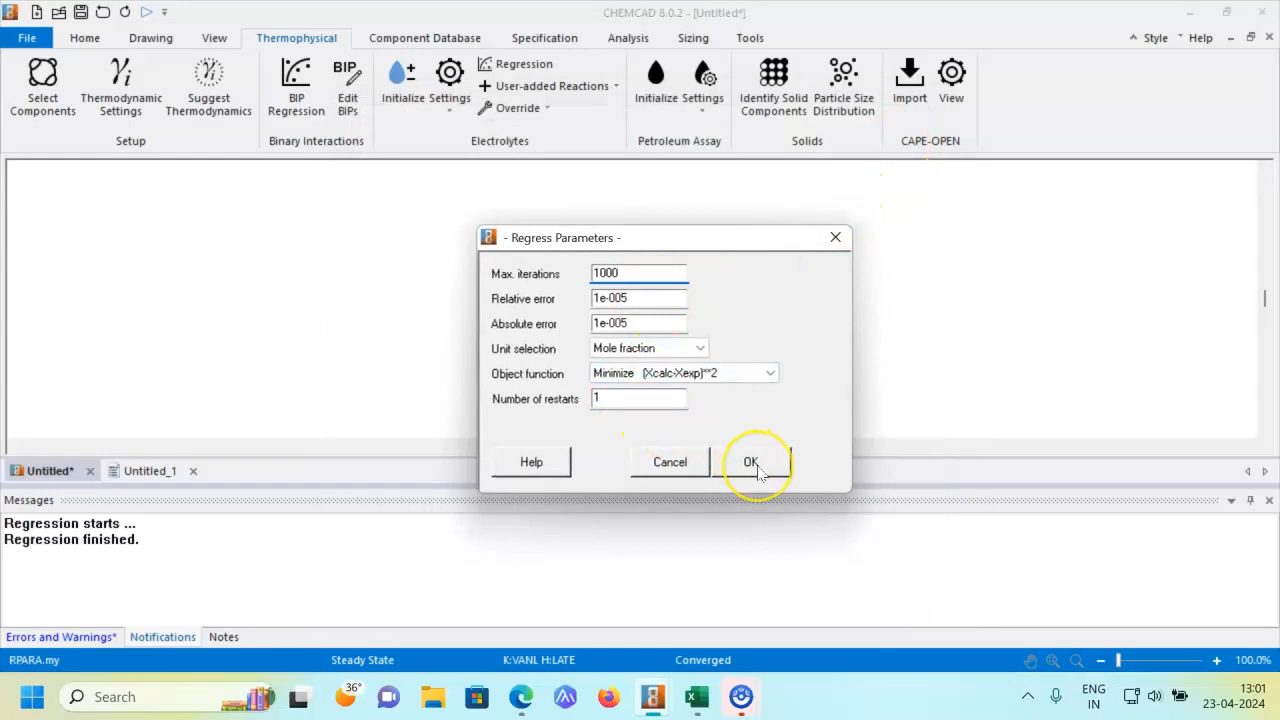 CHEMCAD 8.0.2 - [Untitled*]
File Home Drawing View Thermophysical Component Database Specification Analysis Sizing Tools Style Help
Select Components
Thermodynamic Settings
Suggest Thermodynamics
Setup
BIP Regression
BIP
Edit BIPs
Binary Interactions
Initialize
Settings
Regression
User-added Reactions
Override
Electrolytes
Initialize
Settings
Petroleum Assay
Identify Solid Components
Particle Size Distribution
Solids
Import
View
CAPE-OPEN
- Regress Parameters -
Max. iterations 1000
Relative error 1e-005
Absolute error 1e-005
Unit selection Mole fraction
Object function Minimize (Xcalc-Xexp)**2
Number of restarts 1
Help Cancel OK
Untitled* Untitled_1
Messages
Regression starts ...
Regression finished.
Errors and Warnings* Notifications Notes
RPARA.my Steady State K:VANL H:LATE Converged 100.0%
Search
36°
ENG
IN
13:01
23-04-2024